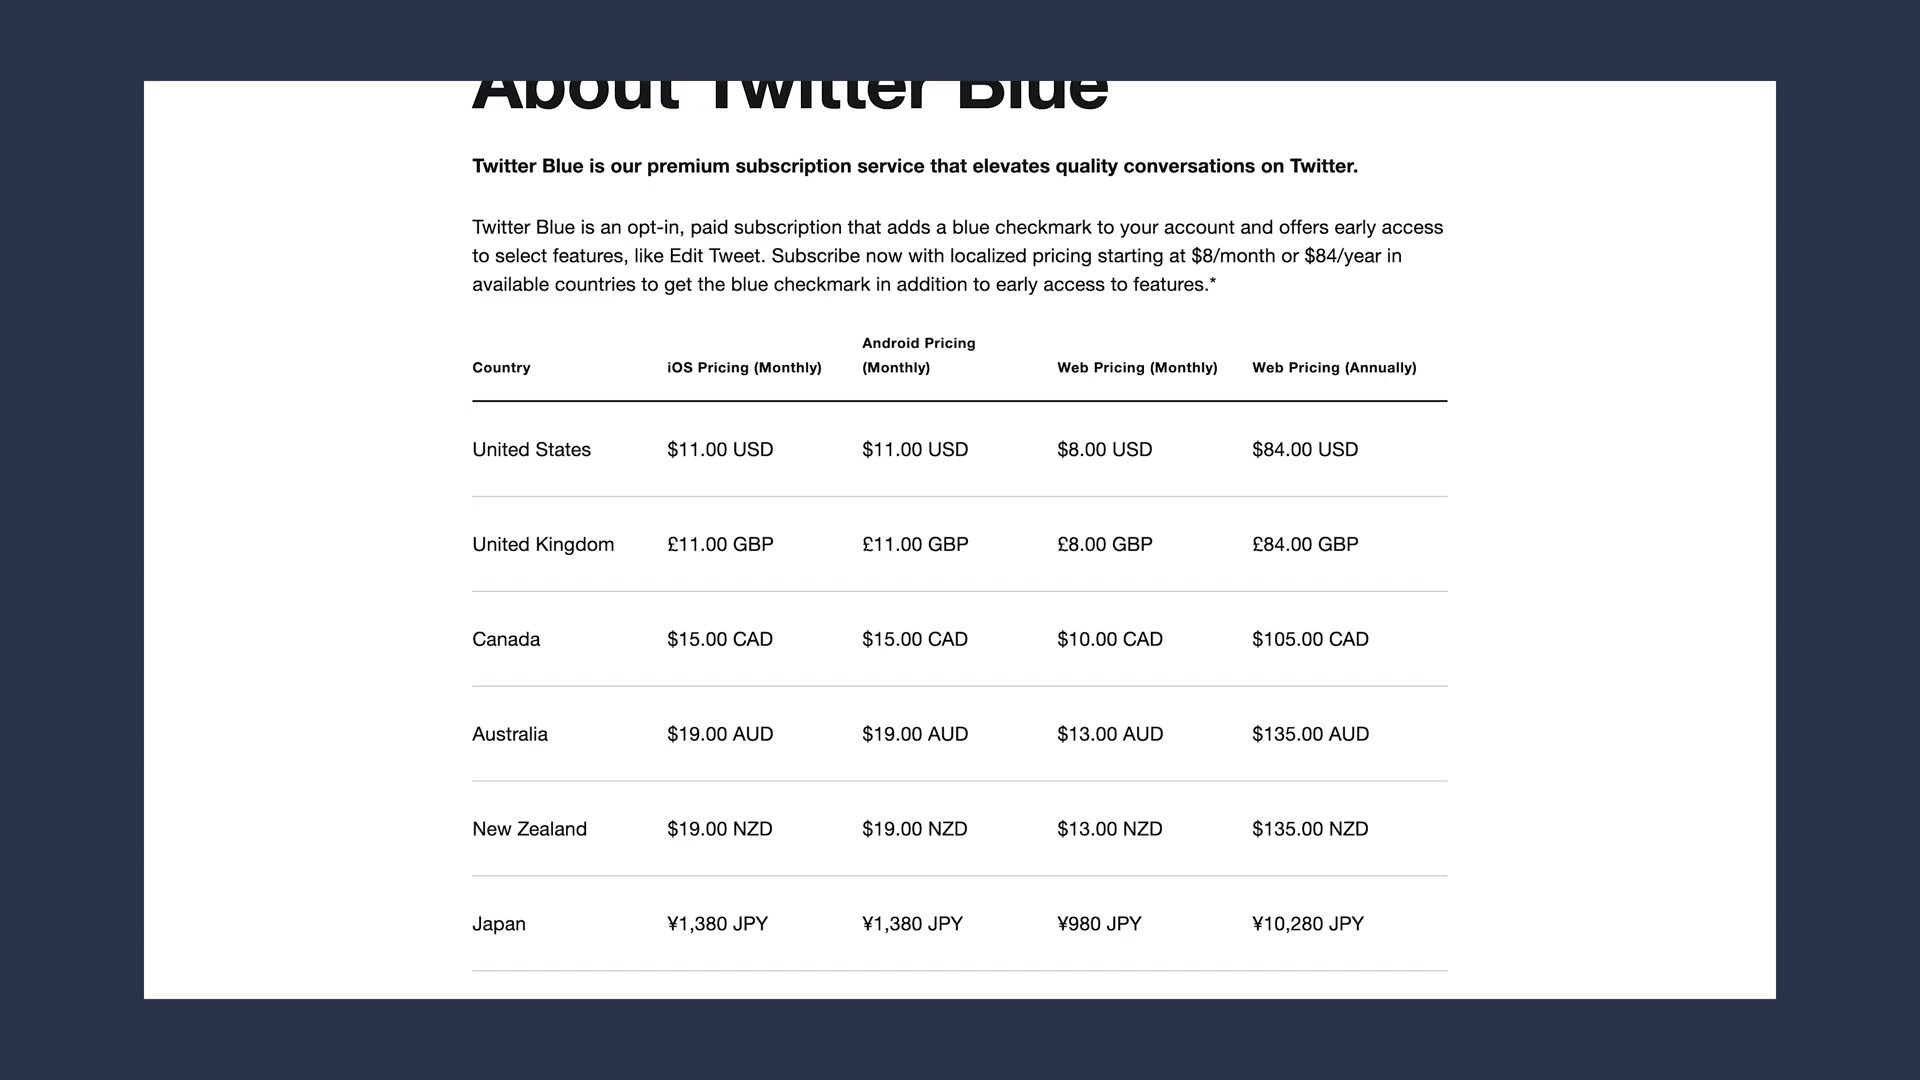 About Twitter Blue
Twitter Blue is our premium subscription service that elevates quality conversations on Twitter.
Twitter Blue is an opt-in, paid subscription that adds a blue checkmark to your account and offers early access
to select features, like Edit Tweet. Subscribe now with localized pricing starting at $8/month or $84/year in
available countries to get the blue checkmark in addition to early access to features.*
Country iOS Pricing (Monthly) Android Pricing (Monthly) Web Pricing (Monthly) Web Pricing (Annually)
United States $11.00 USD $11.00 USD $8.00 USD $84.00 USD
United Kingdom £11.00 GBP £11.00 GBP £8.00 GBP £84.00 GBP
Canada $15.00 CAD $15.00 CAD $10.00 CAD $105.00 CAD
Australia $19.00 AUD $19.00 AUD $13.00 AUD $135.00 AUD
New Zealand $19.00 NZD $19.00 NZD $13.00 NZD $135.00 NZD
Japan ¥1,380 JPY ¥1,380 JPY ¥980 JPY ¥10,280 JPY